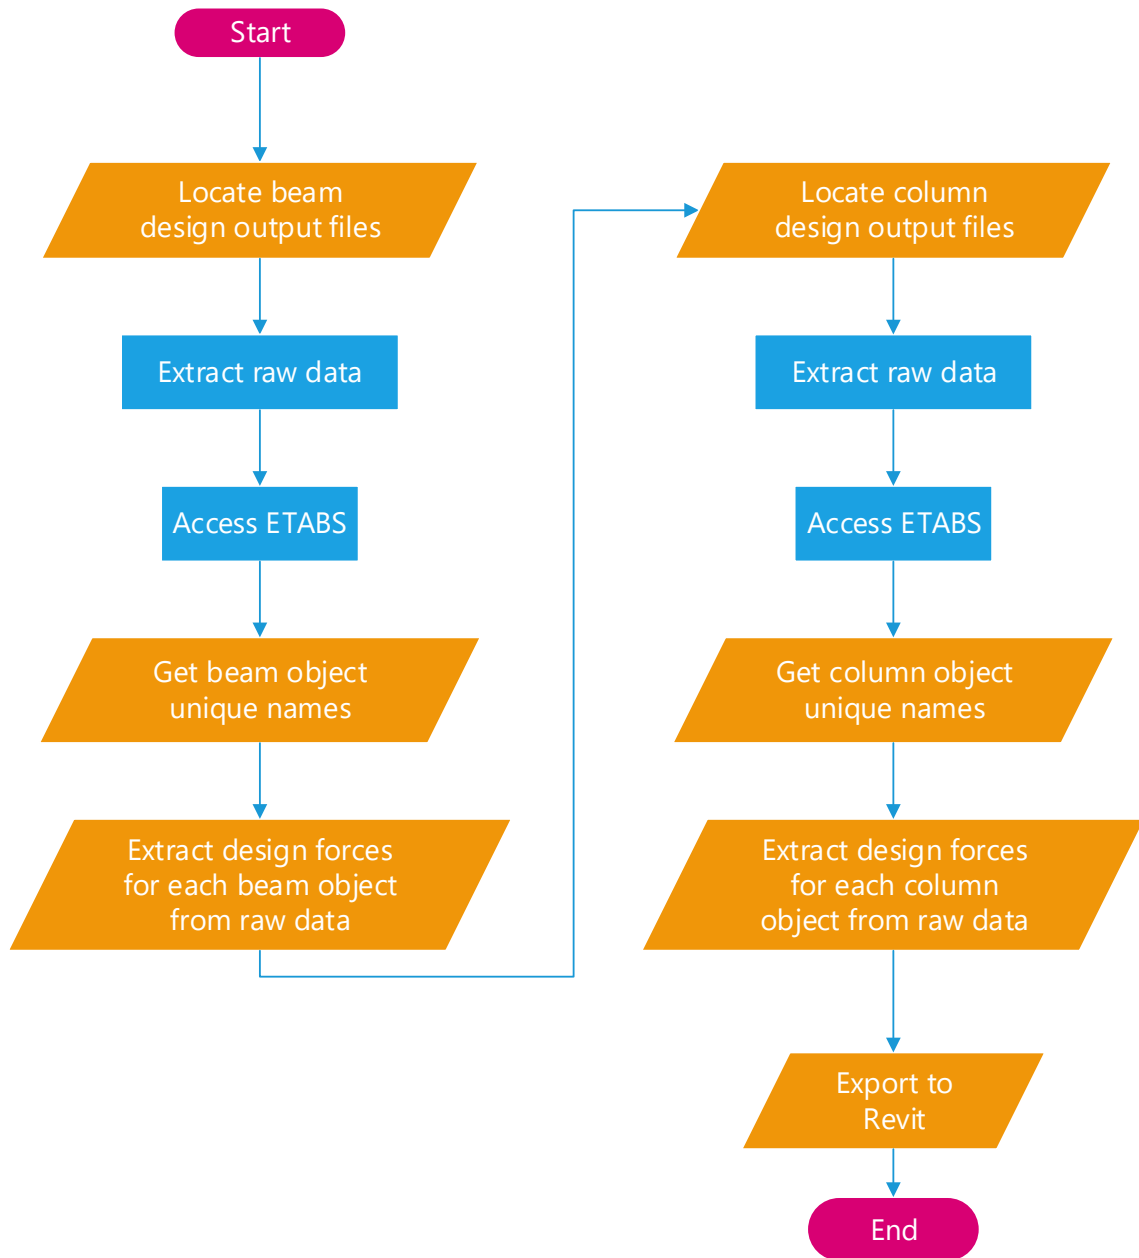 Start
Locate beam
design output files
Extract raw data
Access ETABS
Get beam object
unique names
Extract design forces
for each beam object
from raw data
Locate column
design output files
Extract raw data
Access ETABS
Get column object
unique names
Extract design forces
for each column
object from raw data
Export to
Revit
End